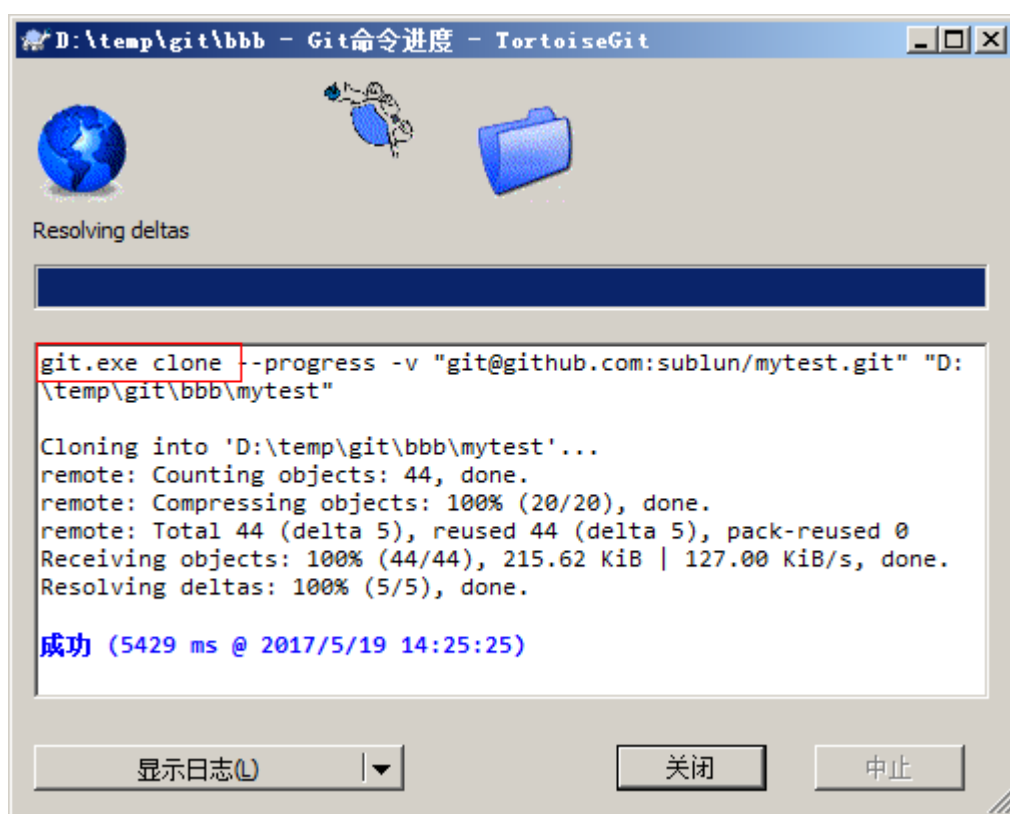 D:\temp\git\bbb - Git命令进度 - TortoiseGit
Resolving deltas
git.exe clone --progress -v "git@github.com:sublun/mytest.git" "D:
\temp\git\bbb\mytest"
Cloning into 'D:\temp\git\bbb\mytest'...
remote: Counting objects: 44, done.
remote: Compressing objects: 100% (20/20), done.
remote: Total 44 (delta 5), reused 44 (delta 5), pack-reused 0
Receiving objects: 100% (44/44), 215.62 KiB | 127.00 KiB/s, done.
Resolving deltas: 100% (5/5), done.
成功 (5429 ms @ 2017/5/19 14:25:25)
显示日志(L)
关闭
中止